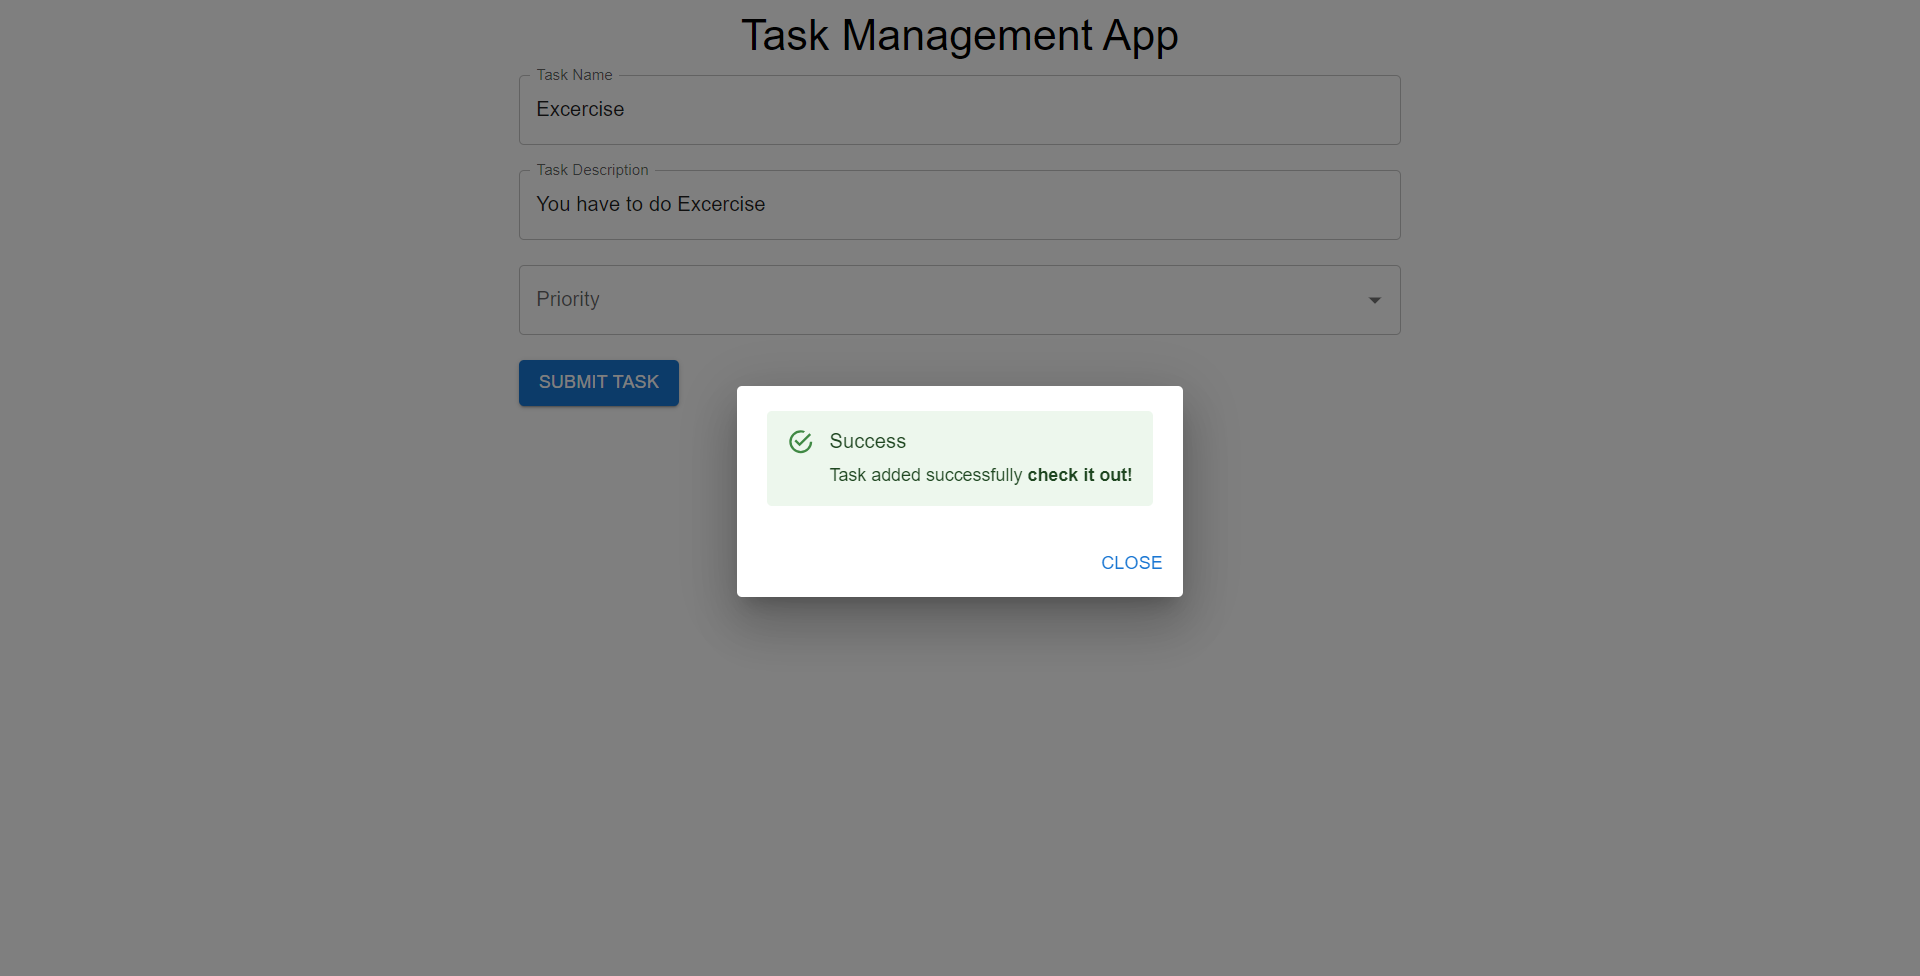 Task Management App
Task Name
Excercise
Task Description
You have to do Excercise
Priority
SUBMIT TASK
Success
Task added successfully check it out!
CLOSE